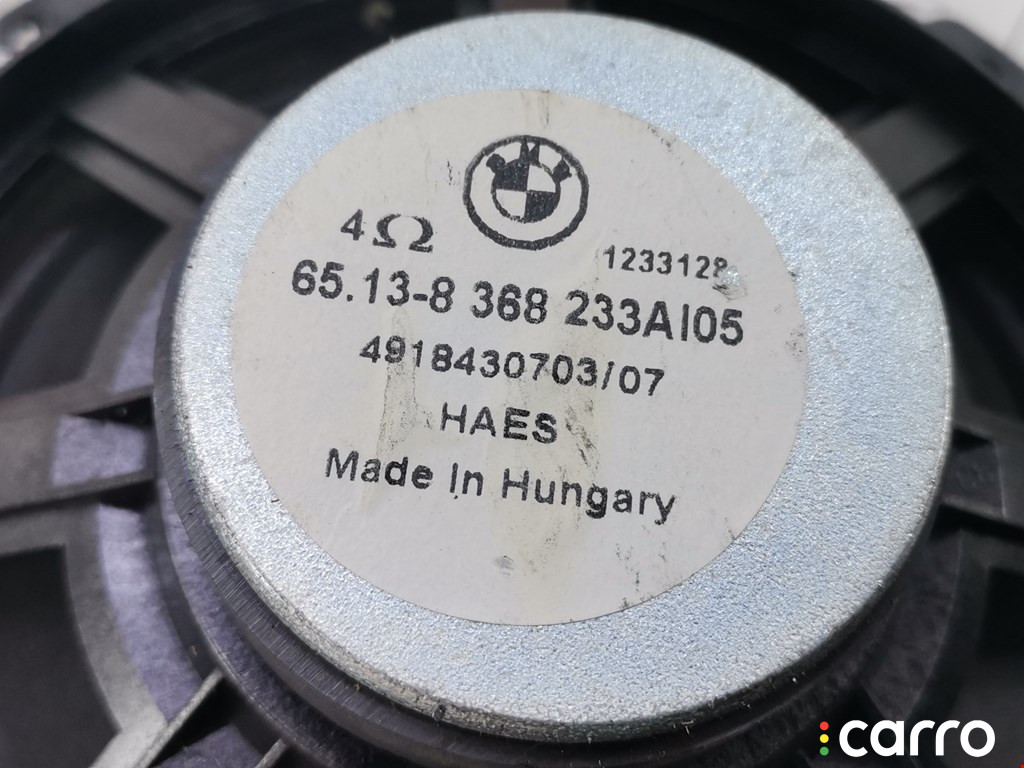 4Ω
1233128
65.13-8 368 233AI05
4918430703/07
HAES
Made In Hungary
carro